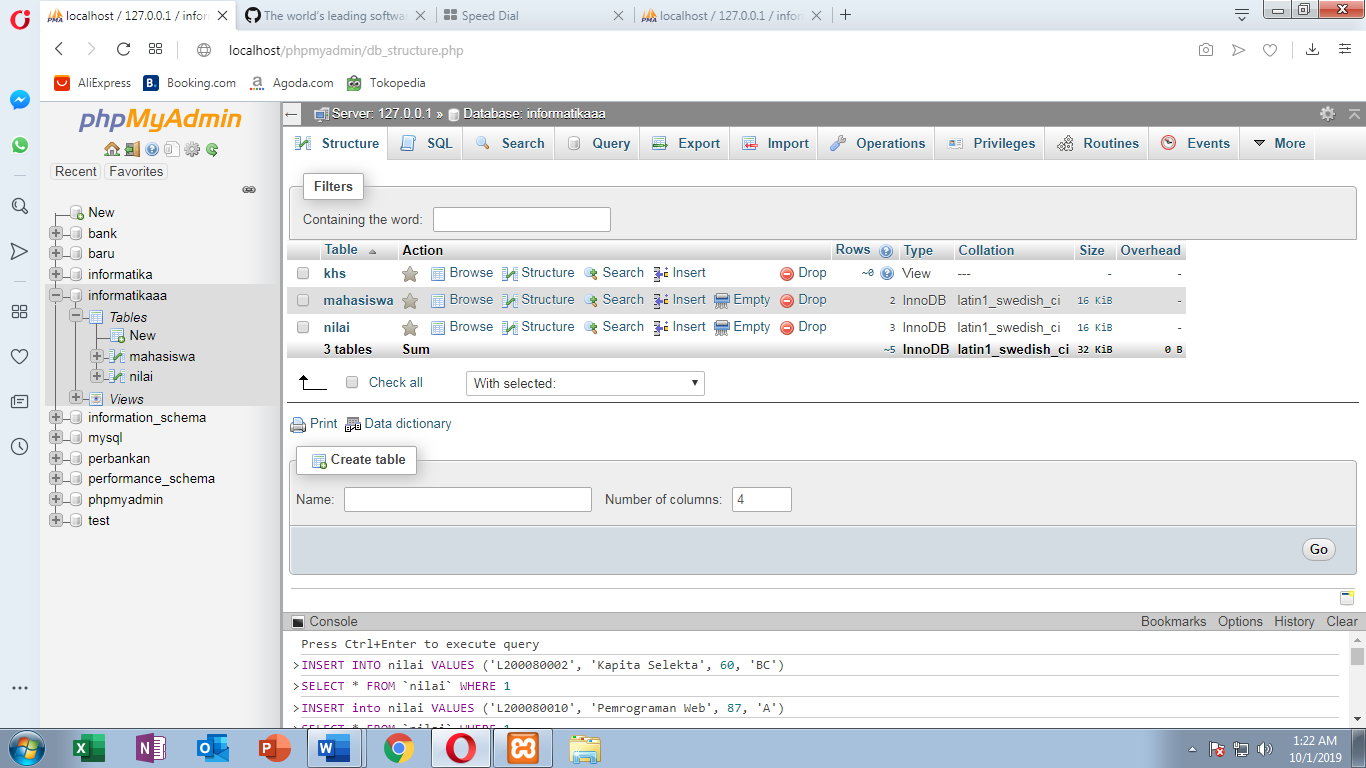 localhost / 127.0.0.1 / infor
The world's leading softwa
Speed Dial
localhost / 127.0.0.1 / infor
localhost/phpmyadmin/db_structure.php
AliExpress
B. Booking.com
a Agoda.com
Tokopedia
phpMyAdmin
Recent Favorites
New
bank
baru
informatika
informatikaaa
Tables
New
mahasiswa
nilai
Views
information_schema
mysql
perbankan
performance_schema
phpmyadmin
test
Server: 127.0.0.1 » Database: informatikaaa
Structure SQL Search Query Export Import Operations Privileges Routines Events More
Filters
Containing the word:
Table Action Rows Type Collation Size Overhead
khs Browse Structure Search Insert Drop ~0 View --- - -
mahasiswa Browse Structure Search Insert Empty Drop 2 InnoDB latin1_swedish_ci 16 KiB -
nilai Browse Structure Search Insert Empty Drop 3 InnoDB latin1_swedish_ci 16 KiB -
3 tables Sum ~5 InnoDB latin1_swedish_ci 32 KiB 0 B
Check all With selected:
Print Data dictionary
Create table
Name: Number of columns: 4
Go
Console Bookmarks Options History Clear
Press Ctrl+Enter to execute query
>INSERT INTO nilai VALUES ('L200080002', 'Kapita Selekta', 60, 'BC')
>SELECT * FROM `nilai` WHERE 1
>INSERT into nilai VALUES ('L200080010', 'Pemrograman Web', 87, 'A')
>SELECT * FROM `nilai` WHERE 1
1:22 AM
10/1/2019